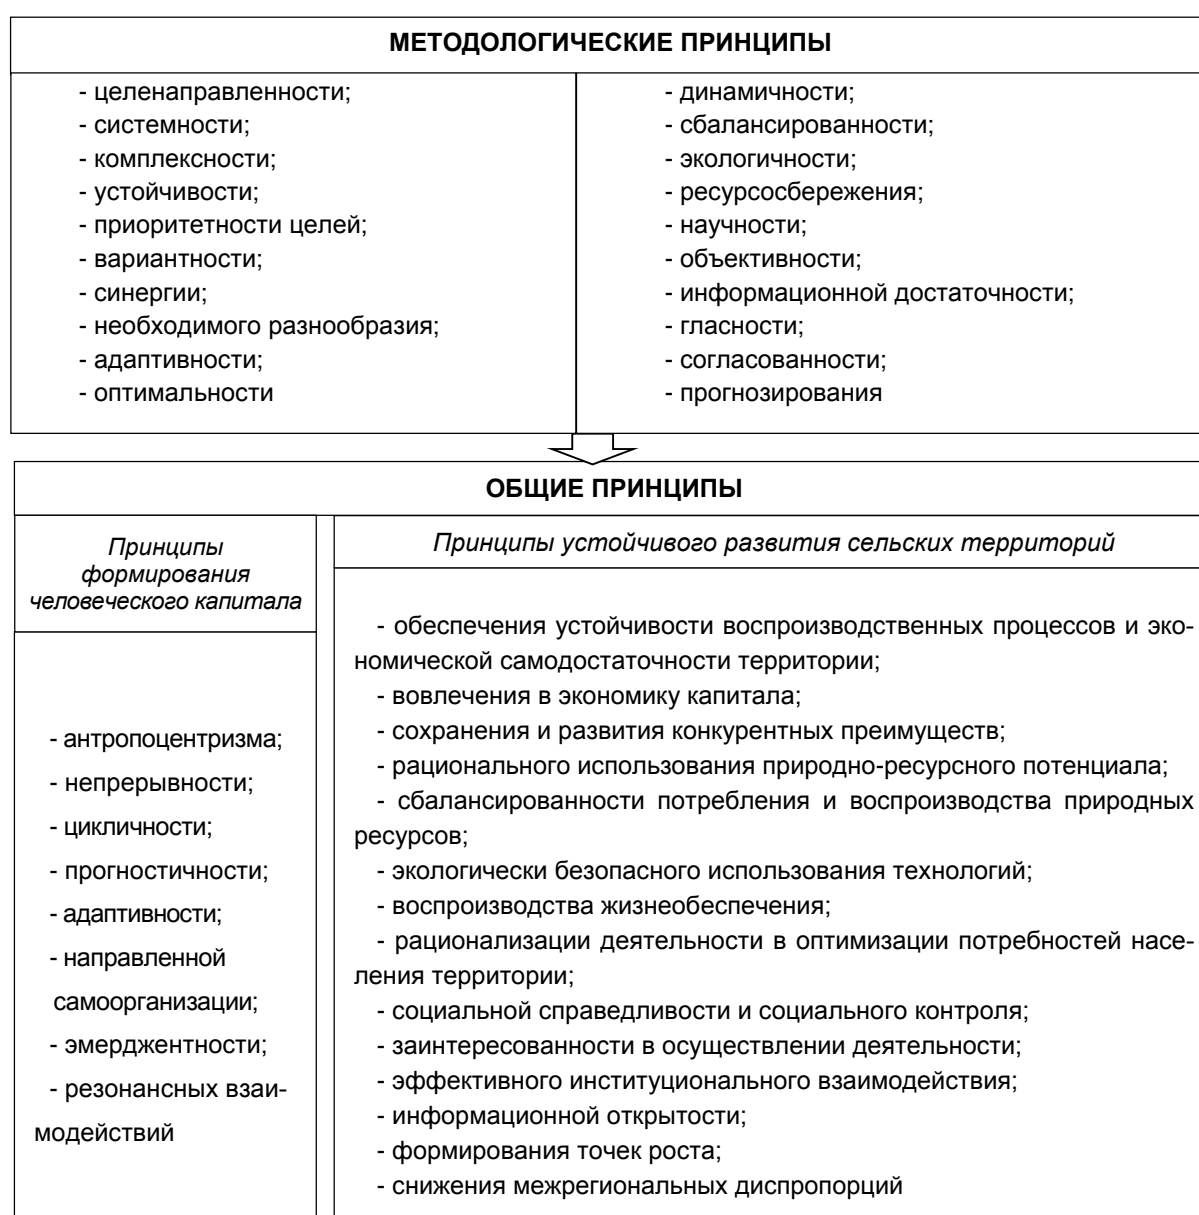 МЕТОДОЛОГИЧЕСКИЕ ПРИНЦИПЫ
- целенаправленности;
- системности;
- комплексности;
- устойчивости;
- приоритетности целей;
- вариантности;
- синергии;
- необходимого разнообразия;
- адаптивности;
- оптимальности
- динамичности;
- сбалансированности;
- экологичности;
- ресурсосбережения;
- научности;
- объективности;
- информационной достаточности;
- гласности;
- согласованности;
- прогнозирования
ОБЩИЕ ПРИНЦИПЫ
Принципы
формирования
человеческого капитала
- антропоцентризма;
- непрерывности;
- цикличности;
- прогностичности;
- адаптивности;
- направленной
самоорганизации;
- эмерджентности;
- резонансных взаи-
модействий
Принципы устойчивого развития сельских территорий
- обеспечения устойчивости воспроизводственных процессов и эко-
номической самодостаточности территории;
- вовлечения в экономику капитала;
- сохранения и развития конкурентных преимуществ;
- рационального использования природно-ресурсного потенциала;
- сбалансированности потребления и воспроизводства природных
ресурсов;
- экологически безопасного использования технологий;
- воспроизводства жизнеобеспечения;
- рационализации деятельности в оптимизации потребностей насе-
ления территории;
- социальной справедливости и социального контроля;
- заинтересованности в осуществлении деятельности;
- эффективного институционального взаимодействия;
- информационной открытости;
- формирования точек роста;
- снижения межрегиональных диспропорций